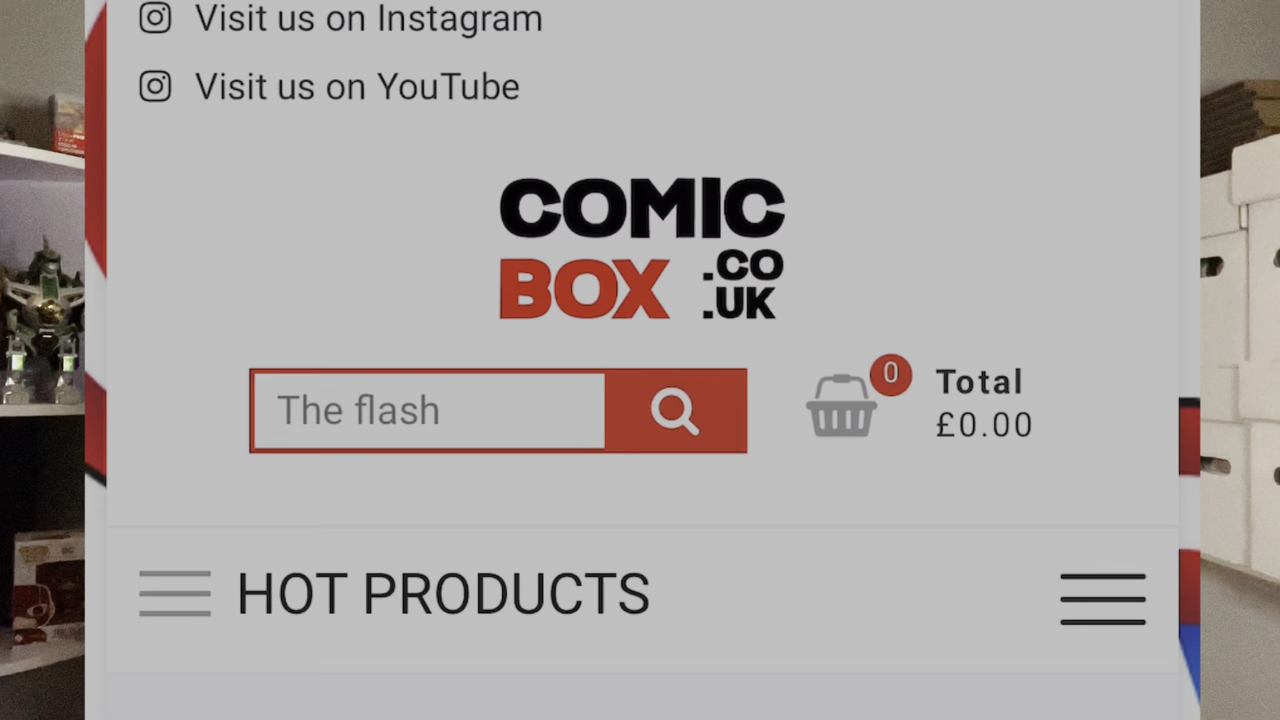 Visit us on Instagram
Visit us on YouTube
COMIC
BOX .CO
.UK
The flash
0
Total
£0.00
HOT PRODUCTS